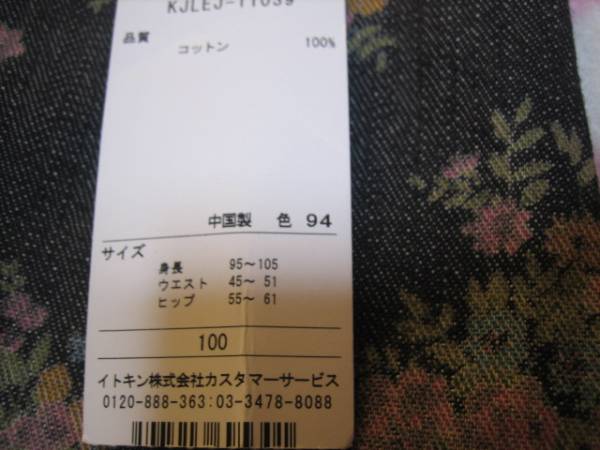 KJLEJ-11039
品質
コットン 100%
中国製 色 94
サイズ
身長 95〜105
ウエスト 45〜 51
ヒップ 55〜 61
100
イトキン株式会社カスタマーサービス
0120-888-363:03-3478-8088